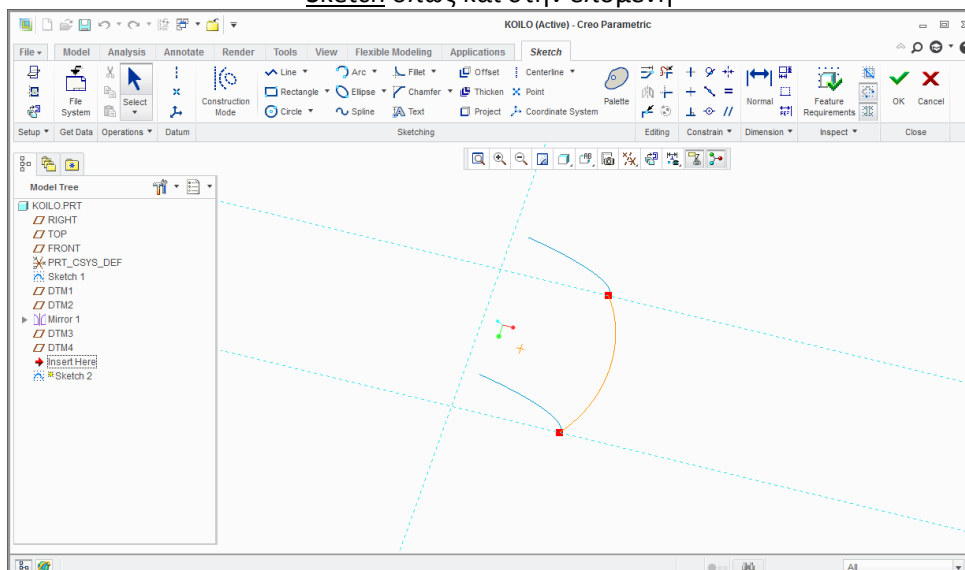 Sketch όπως και στην επόμενη
KOILO (Active) - Creo Parametric
File Model Analysis Annotate Render Tools View Flexible Modeling Applications Sketch
Line Arc Fillet Offset Centerline
Rectangle Ellipse Chamfer Thicken Point
Circle Spline Text Project Coordinate System
File System
Select
Construction Mode
Palette
Normal
REF
Feature Requirements
OK Cancel
Setup Get Data Operations Datum Sketching Editing Constrain Dimension Inspect Close
Model Tree
KOILO.PRT
RIGHT
TOP
FRONT
PRT_CSYS_DEF
Sketch 1
DTM1
DTM2
Mirror 1
DTM3
DTM4
Insert Here
Sketch 2
All